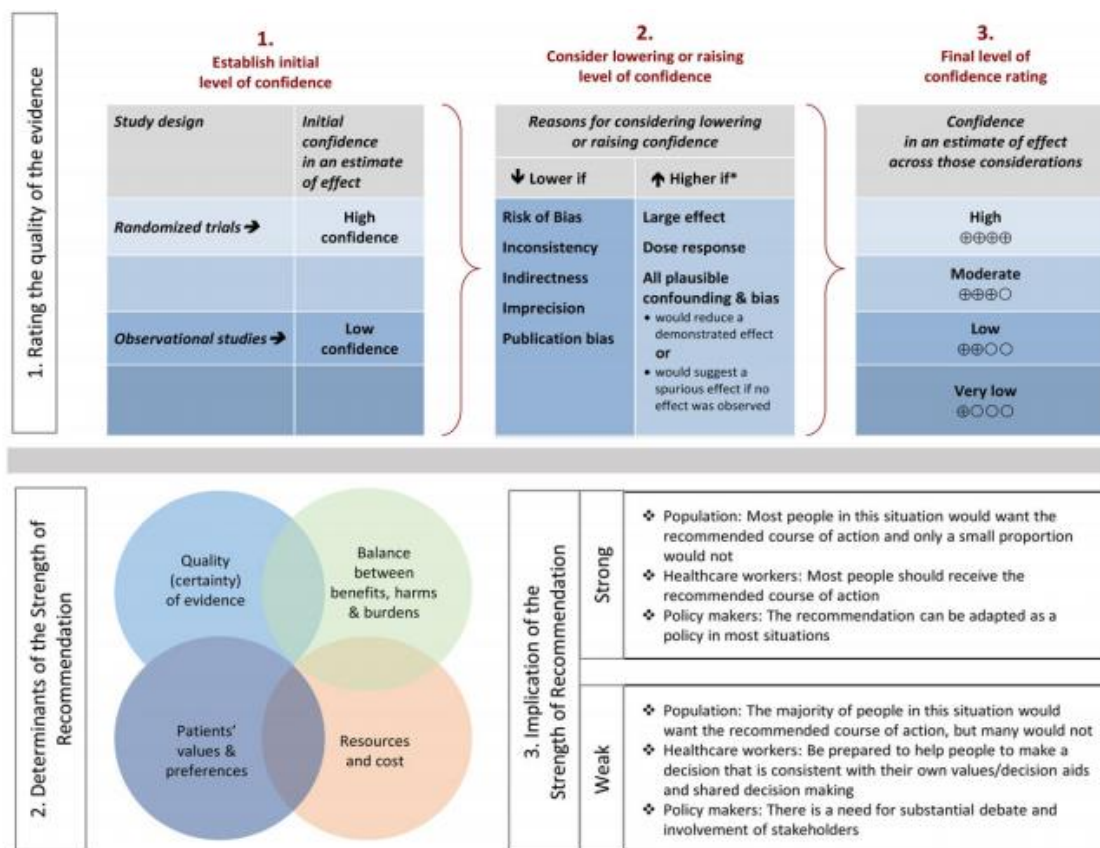 1. Rating the quality of the evidence
1.
Establish initial
level of confidence
Study design
Initial
confidence
in an estimate
of effect
Randomized trials ➔
High
confidence
Observational studies ➔
Low
confidence
2.
Consider lowering or raising
level of confidence
Reasons for considering lowering
or raising confidence
🡻 Lower if
🡹 Higher if*
Risk of Bias
Inconsistency
Indirectness
Imprecision
Publication bias
Large effect
Dose response
All plausible
confounding & bias
• would reduce a
demonstrated effect
or
• would suggest a
spurious effect if no
effect was observed
3.
Final level of
confidence rating
Confidence
in an estimate of effect
across those considerations
High
⊕⊕⊕⊕
Moderate
⊕⊕⊕○
Low
⊕⊕○○
Very low
⊕○○○
2. Determinants of the Strength of
Recommendation
Quality
(certainty)
of evidence
Balance
between
benefits, harms
& burdens
Patients'
values &
preferences
Resources
and cost
3. Implication of the
Strength of Recommendation
Strong
❖ Population: Most people in this situation would want the
recommended course of action and only a small proportion
would not
❖ Healthcare workers: Most people should receive the
recommended course of action
❖ Policy makers: The recommendation can be adapted as a
policy in most situations
Weak
❖ Population: The majority of people in this situation would
want the recommended course of action, but many would not
❖ Healthcare workers: Be prepared to help people to make a
decision that is consistent with their own values/decision aids
and shared decision making
❖ Policy makers: There is a need for substantial debate and
involvement of stakeholders